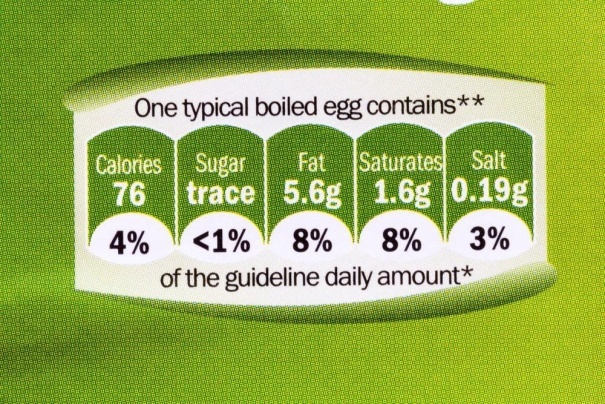 One typical boiled egg contains**
Calories Sugar Fat Saturates Salt
76 trace 5.6g 1.6g 0.19g
4% <1% 8% 8% 3%
of the guideline daily amount*